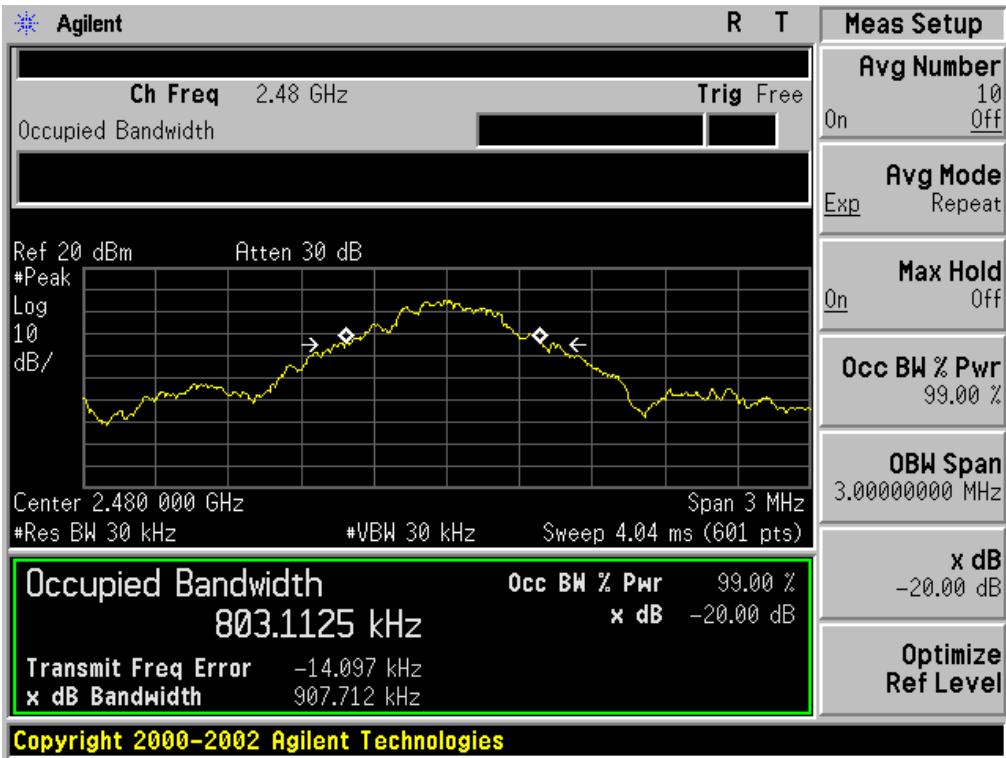 Agilent R T
Ch Freq 2.48 GHz Trig Free
Occupied Bandwidth
Ref 20 dBm Atten 30 dB
#Peak
Log
10
dB/
Center 2.480 000 GHz Span 3 MHz
#Res BW 30 kHz #VBW 30 kHz Sweep 4.04 ms (601 pts)
Occupied Bandwidth Occ BW % Pwr 99.00 %
803.1125 kHz x dB -20.00 dB
Transmit Freq Error -14.097 kHz
x dB Bandwidth 907.712 kHz
Copyright 2000-2002 Agilent Technologies
Meas Setup
Avg Number
10
On Off
Avg Mode
Exp Repeat
Max Hold
On Off
Occ BW % Pwr
99.00 %
OBW Span
3.00000000 MHz
x dB
-20.00 dB
Optimize
Ref Level